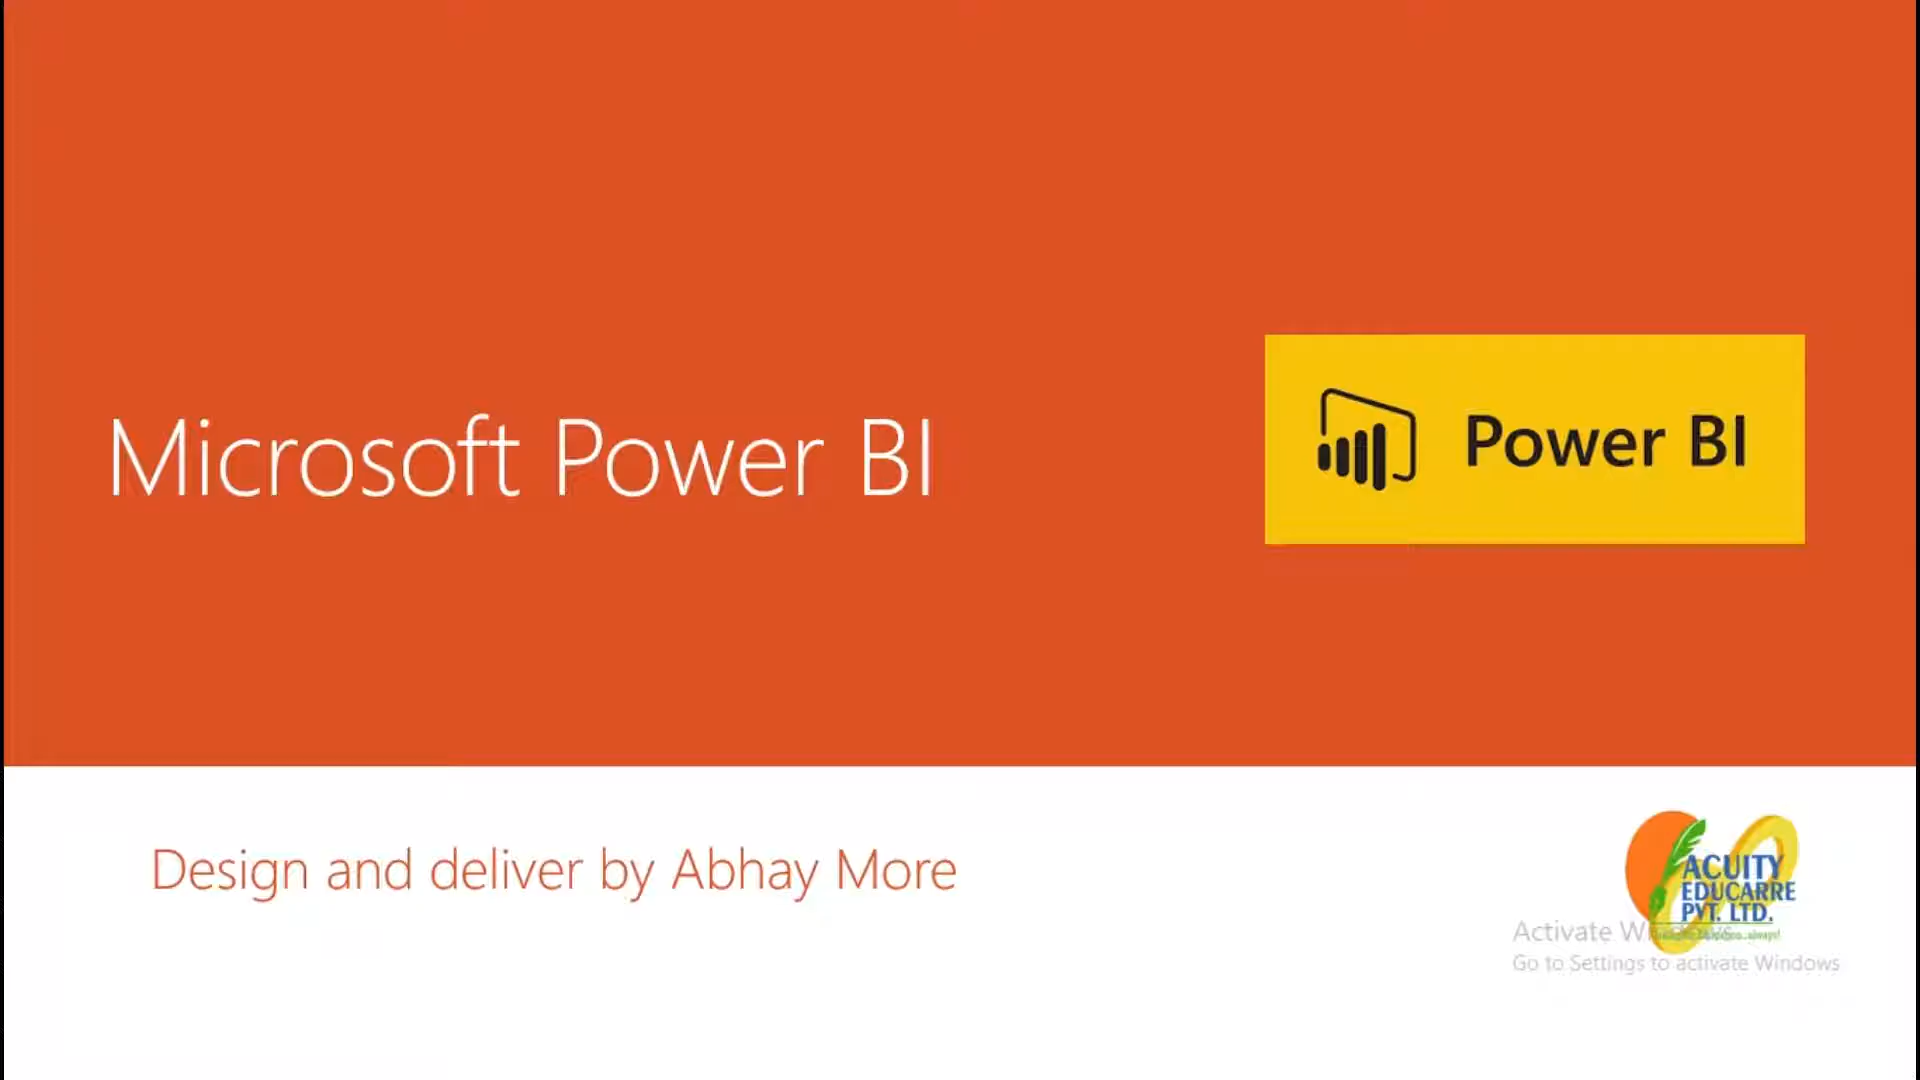 Microsoft Power BI
Power BI
Design and deliver by Abhay More
ACUITY
EDUCARRE
PVT. LTD.
Activate
Go to Settings to activate Windows